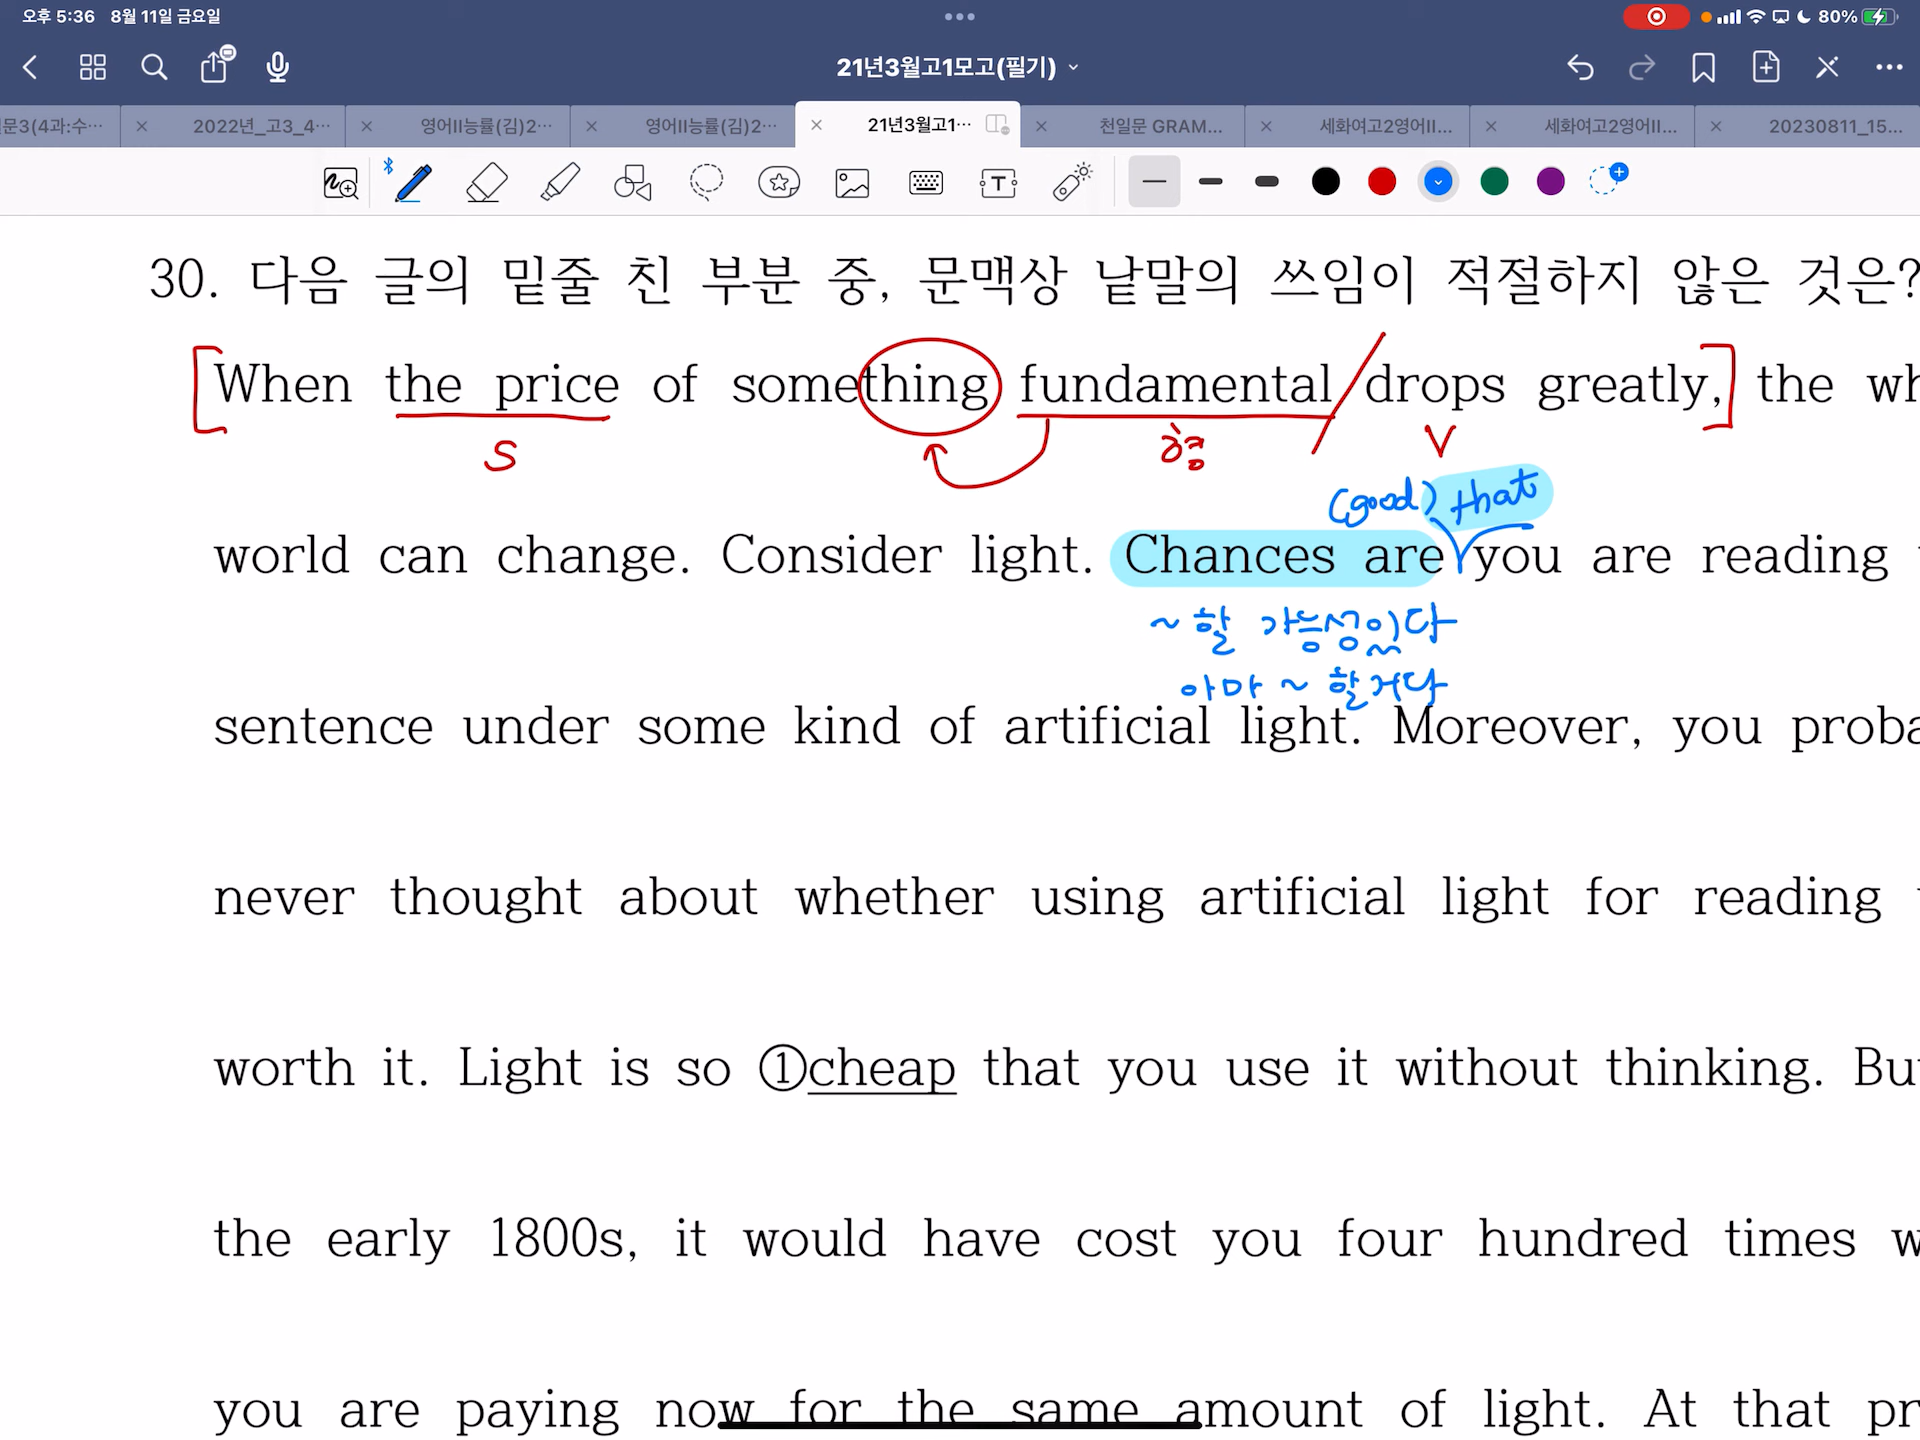 오후 5:36 8월 11일 금요일
80%
21년3월고1모고(필기)
문3(4과:수…
2022년_고3_4…
영어II능률(김)2…
영어II능률(김)2…
21년3월고1…
천일문 GRAM...
세화여고2영어II...
세화여고2영어II...
20230811_15...
30. 다음 글의 밑줄 친 부분 중, 문맥상 낱말의 쓰임이 적절하지 않은 것은?
[When the price of something fundamental / drops greatly,] the wh
S 형 V
(good) that
world can change. Consider light. Chances are you are reading
~할 가능성있다
아마 ~ 할거다
sentence under some kind of artificial light. Moreover, you proba
never thought about whether using artificial light for reading
worth it. Light is so ①cheap that you use it without thinking. Bu
the early 1800s, it would have cost you four hundred times w
you are paying now for the same amount of light. At that pr